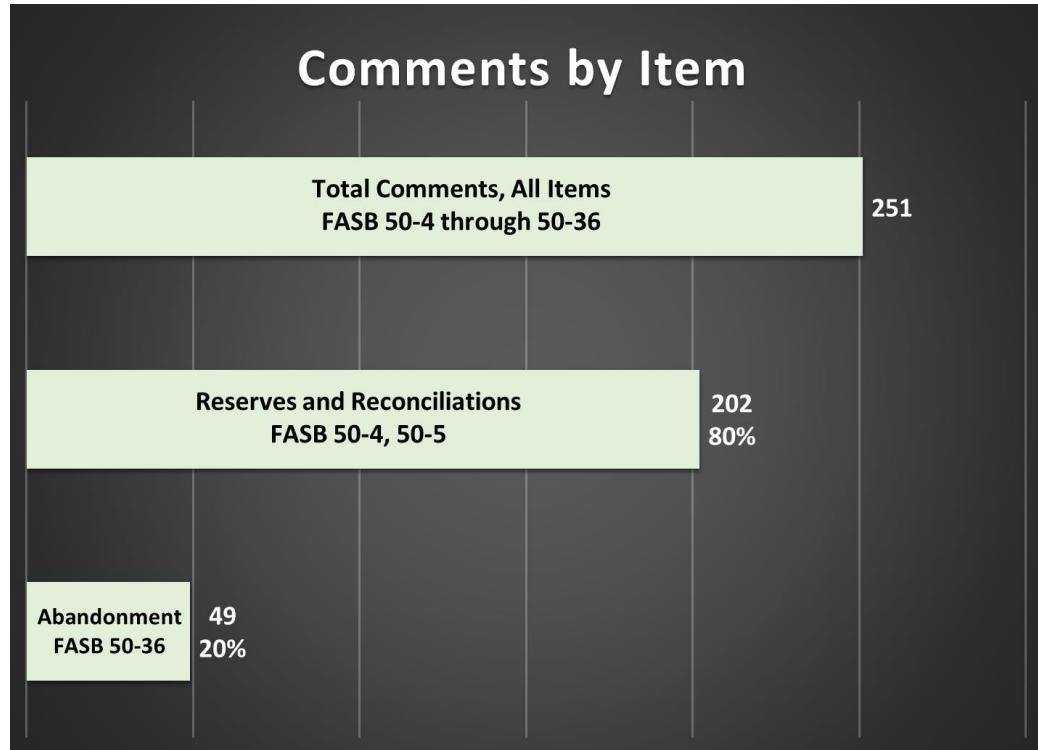 Comments by Item
Total Comments, All Items
FASB 50-4 through 50-36
251
Reserves and Reconciliations
FASB 50-4, 50-5
202
80%
Abandonment
FASB 50-36
49
20%